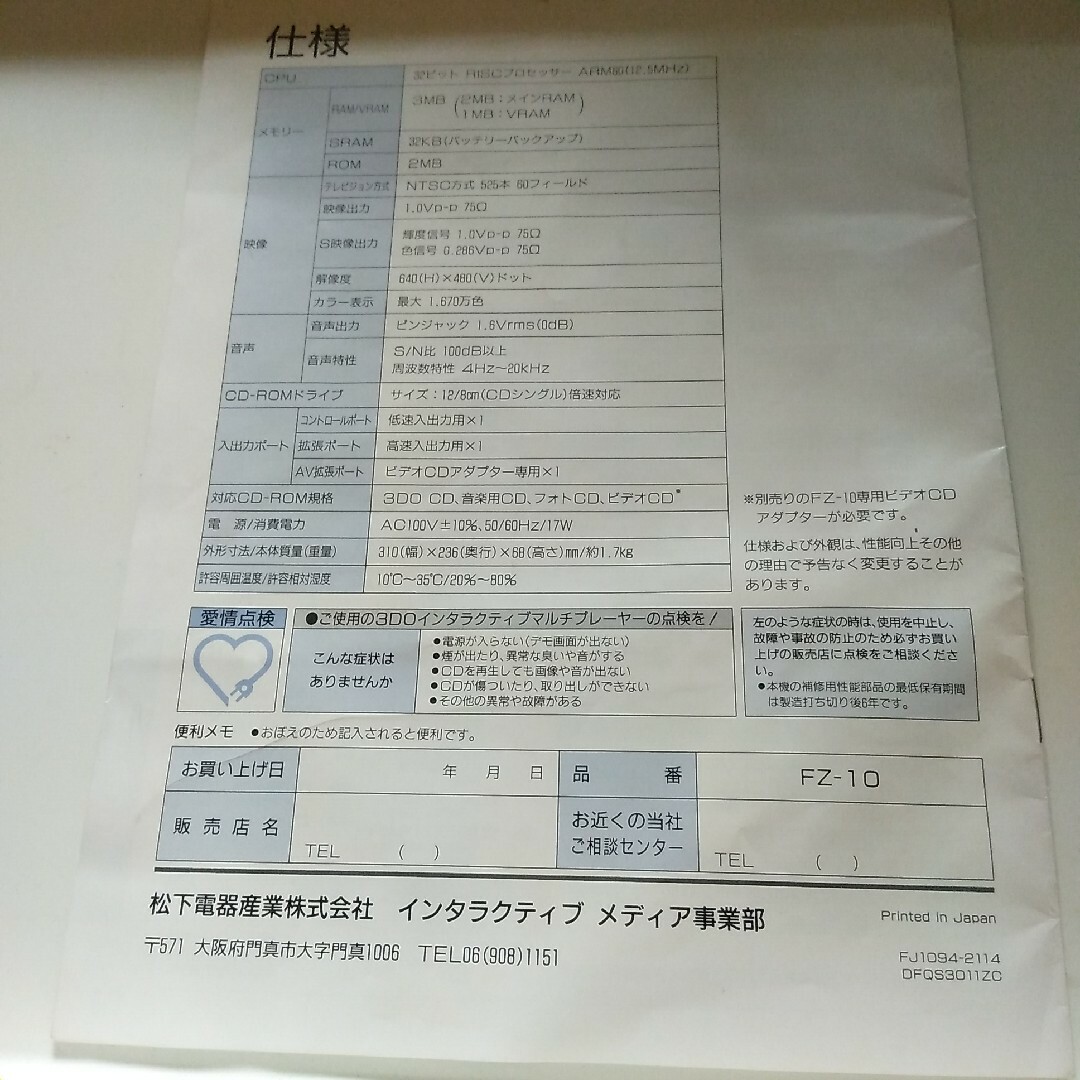 仕様
CPU 32ビット RISCプロセッサー ARM60(12.5MHz)
メモリー RAM/VRAM 3MB (2MB:メインRAM
1MB:VRAM)
SRAM 32KB(バッテリーバックアップ)
ROM 2MB
映像 テレビジョン方式 NTSC方式 525本 60フィールド
映像出力 1.0Vp-p 75Ω
S映像出力 輝度信号 1.0Vp-p 75Ω
色信号 0.286Vp-p 75Ω
解像度 640(H)×480(V)ドット
カラー表示 最大 1,670万色
音声 音声出力 ピンジャック 1.6Vrms(0dB)
音声特性 S/N比 100dB以上
周波数特性 4Hz~20kHz
CD-ROMドライブ サイズ:12/8cm(CDシングル)倍速対応
入出力ポート コントロールポート 低速入出力用×1
拡張ポート 高速入出力用×1
AV拡張ポート ビデオCDアダプター専用×1
対応CD-ROM規格 3DO CD、音楽用CD、フォトCD、ビデオCD※
電 源/消費電力 AC100V±10%、50/60Hz/17W
外形寸法/本体質量(重量) 310(幅)×236(奥行)×68(高さ)mm/約1.7kg
許容周囲温度/許容相対湿度 10℃~35℃/20%~80%
※別売りのFZ-10専用ビデオCD
アダプターが必要です。
仕様および外観は、性能向上その他
の理由で予告なく変更することが
あります。
愛情点検
●ご使用の3DOインタラクティブマルチプレーヤーの点検を!
こんな症状は
ありませんか
●電源が入らない(デモ画面が出ない)
●煙が出たり、異常な臭いや音がする
●CDを再生しても画像や音が出ない
●CDが傷ついたり、取り出しができない
●その他の異常や故障がある
左のような症状の時は、使用を中止し、
故障や事故の防止のため必ずお買い
上げの販売店に点検をご相談くださ
い。
●本機の補修用性能部品の最低保有期間
は製造打ち切り後6年です。
便利メモ ●おぼえのため記入されると便利です。
お買い上げ日 年 月 日 品 番 FZ-10
販 売 店 名 TEL ( )
お近くの当社
ご相談センター TEL ( )
松下電器産業株式会社 インタラクティブ メディア事業部
〒571 大阪府門真市大字門真1006 TEL06(908)1151
Printed in Japan
FJ1094-2114
DFQS3011ZC